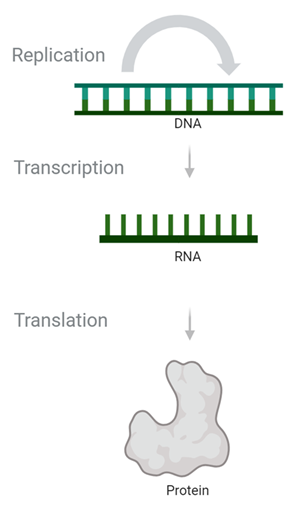 Replication
DNA
Transcription
RNA
Translation
Protein